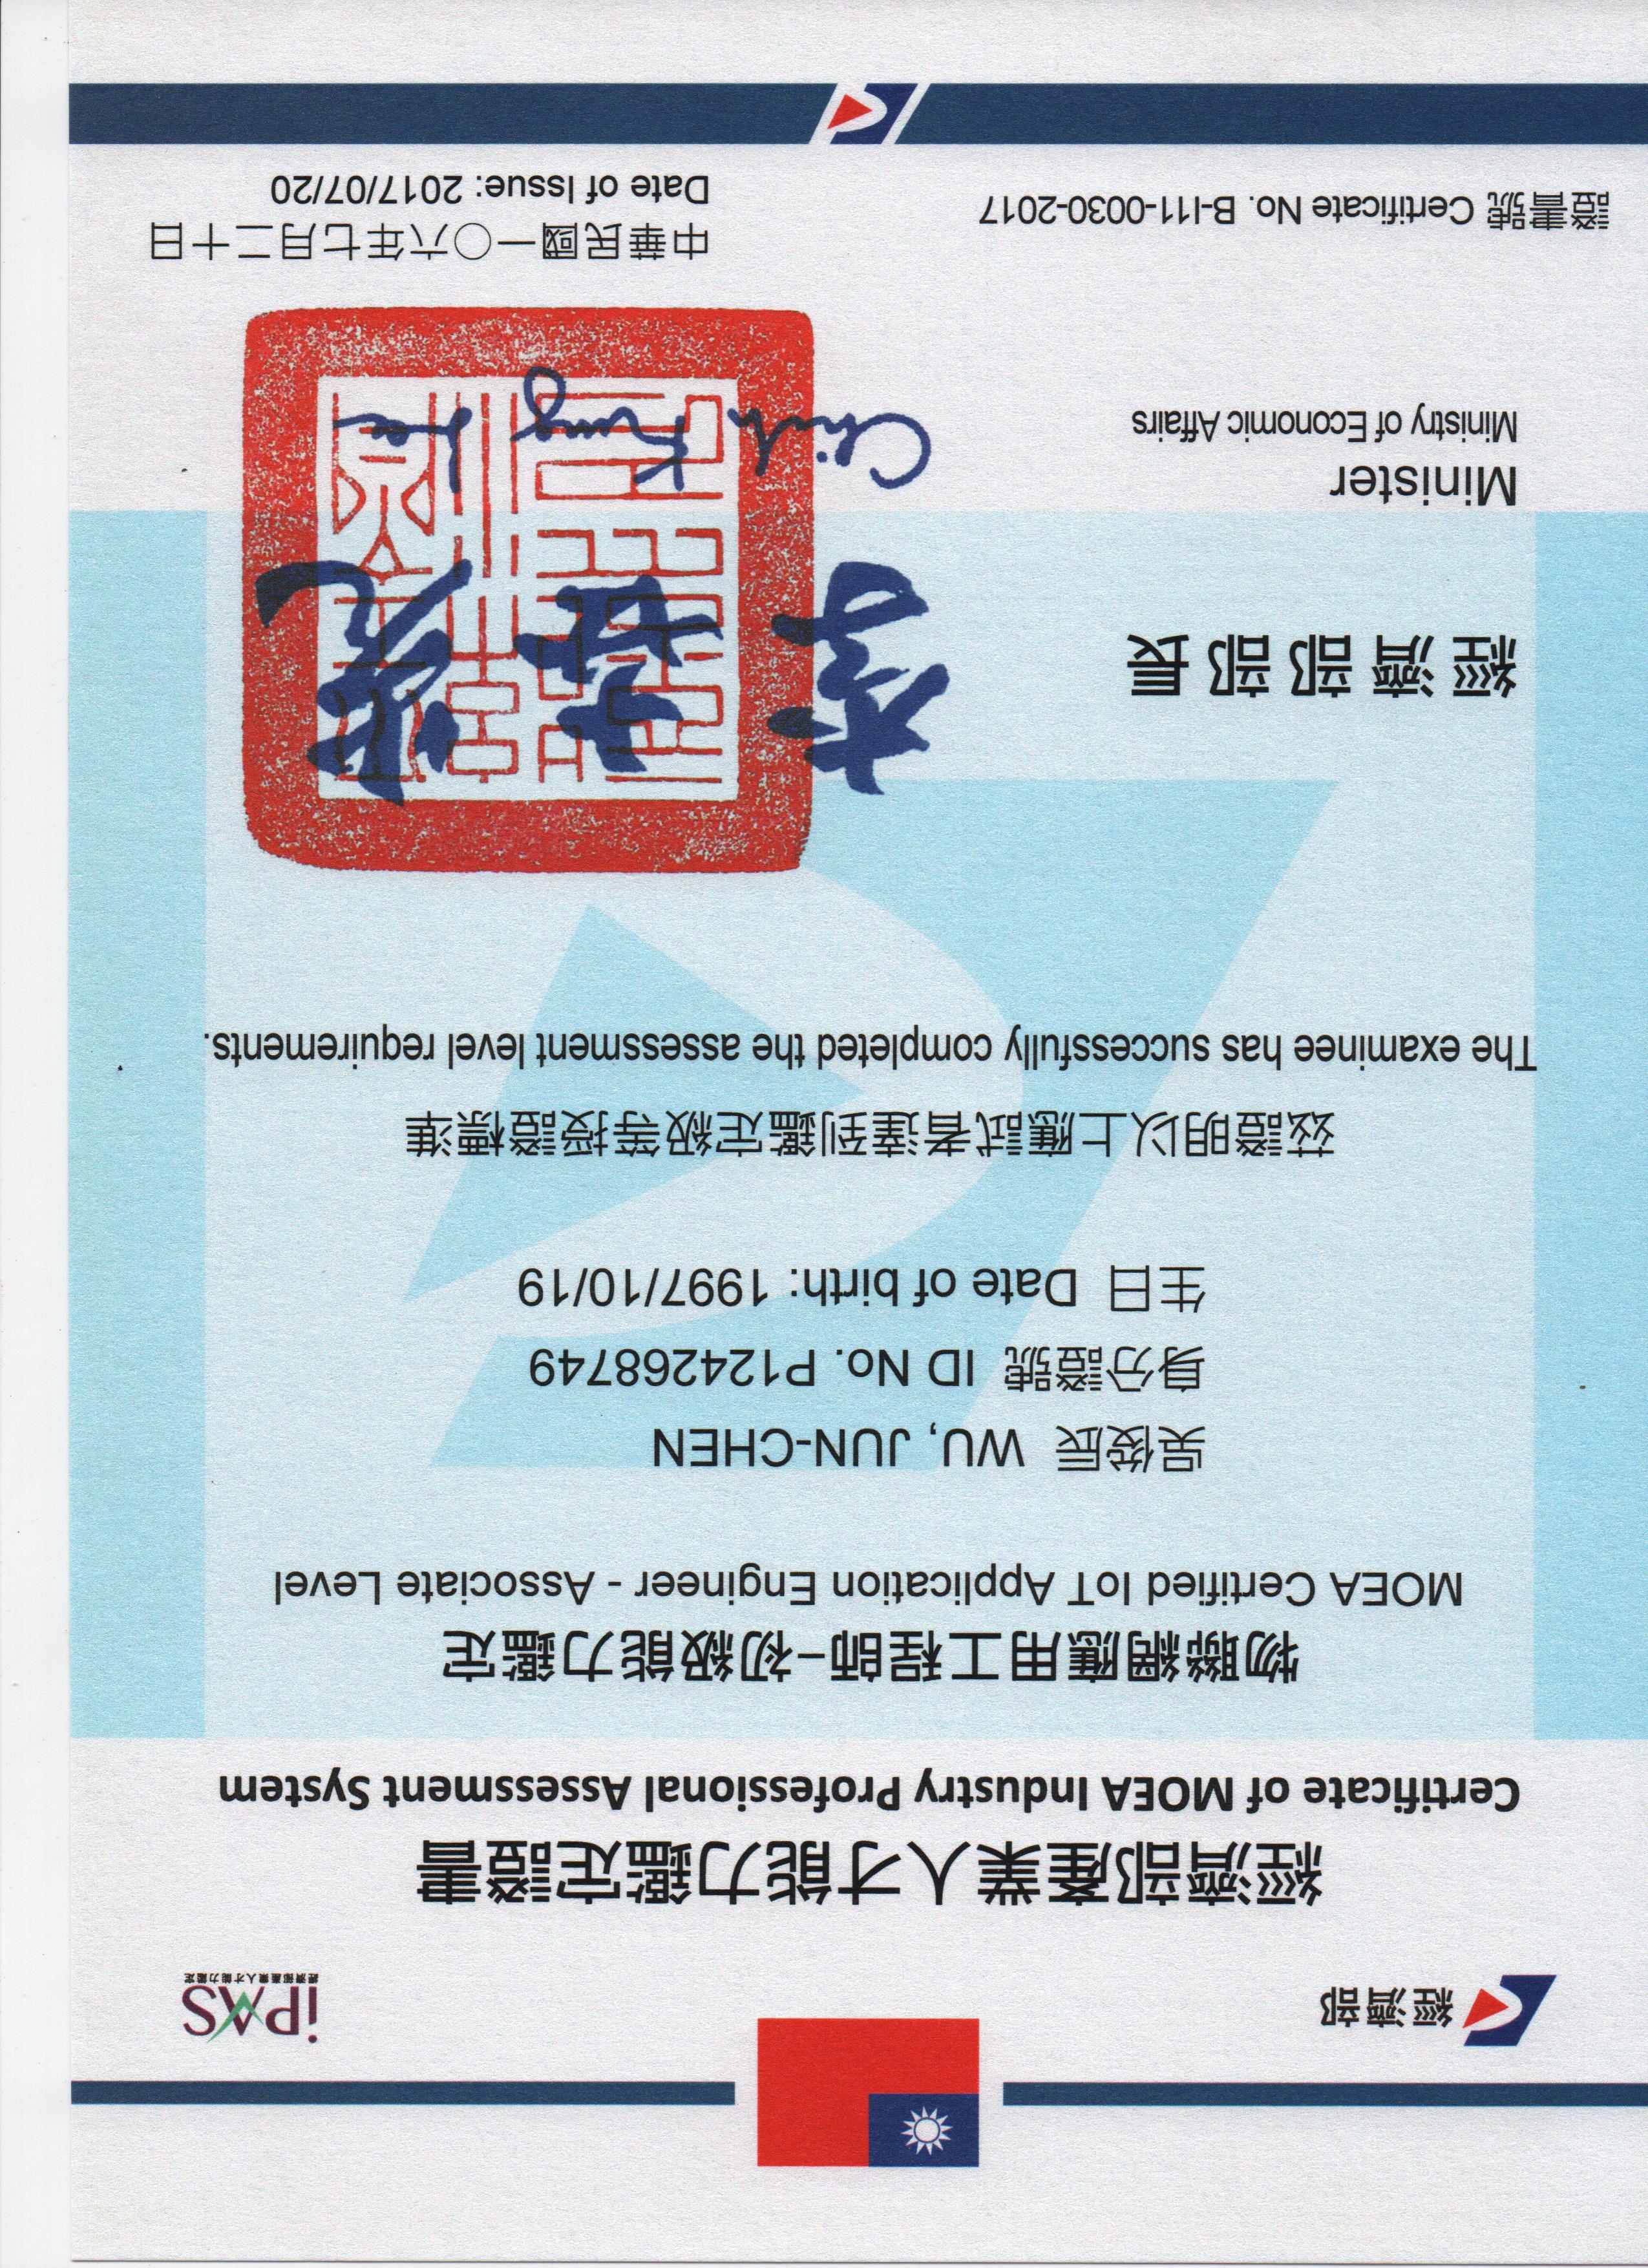 經濟部
iPAS
經濟部產業人才能力鑑定
經濟部產業人才能力鑑定證書
Certificate of MOEA Industry Professional Assessment System
物聯網應用工程師-初級能力鑑定
MOEA Certified IoT Application Engineer - Associate Level
吳俊辰 WU, JUN-CHEN
身分證號 ID No. P124268749
生日 Date of birth: 1997/10/19
茲證明以上應試者達到鑑定級等授證標準
The examinee has successfully completed the assessment level requirements.
經濟部部長
李世光
Minister
Ministry of Economic Affairs
Chih Kung Lee
證書號 Certificate No. B-I11-0030-2017
中華民國一〇六年七月二十日
Date of Issue: 2017/07/20